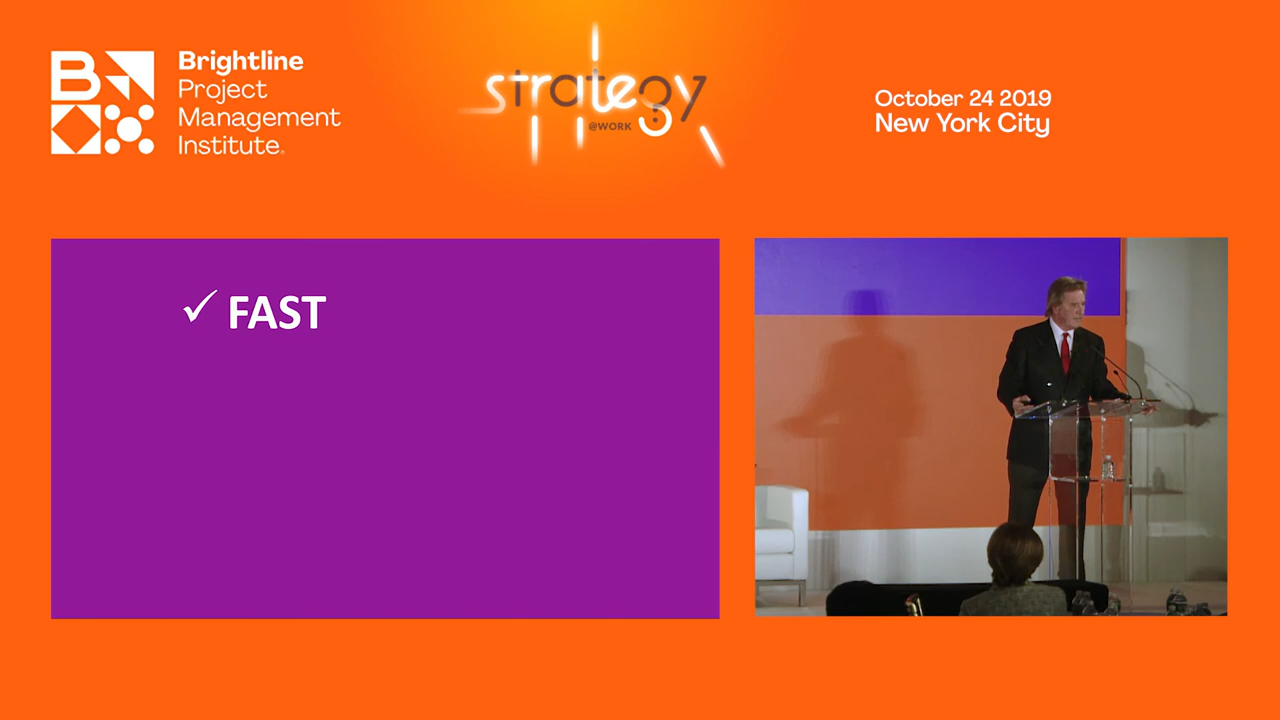 B
Brightline
Project
Management
Institute.
strategy
@WORK
October 24 2019
New York City
✓ FAST